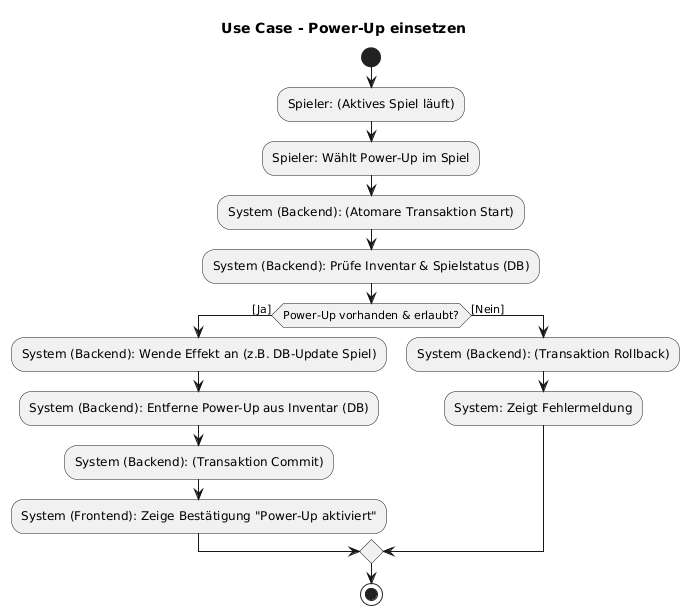 Use Case - Power-Up einsetzen
Spieler: (Aktives Spiel läuft)
Spieler: Wählt Power-Up im Spiel
System (Backend): (Atomare Transaktion Start)
System (Backend): Prüfe Inventar & Spielstatus (DB)
[Ja]
Power-Up vorhanden & erlaubt?
[Nein]
System (Backend): Wende Effekt an (z.B. DB-Update Spiel)
System (Backend): Entferne Power-Up aus Inventar (DB)
System (Backend): (Transaktion Commit)
System (Frontend): Zeige Bestätigung "Power-Up aktiviert"
System (Backend): (Transaktion Rollback)
System: Zeigt Fehlermeldung